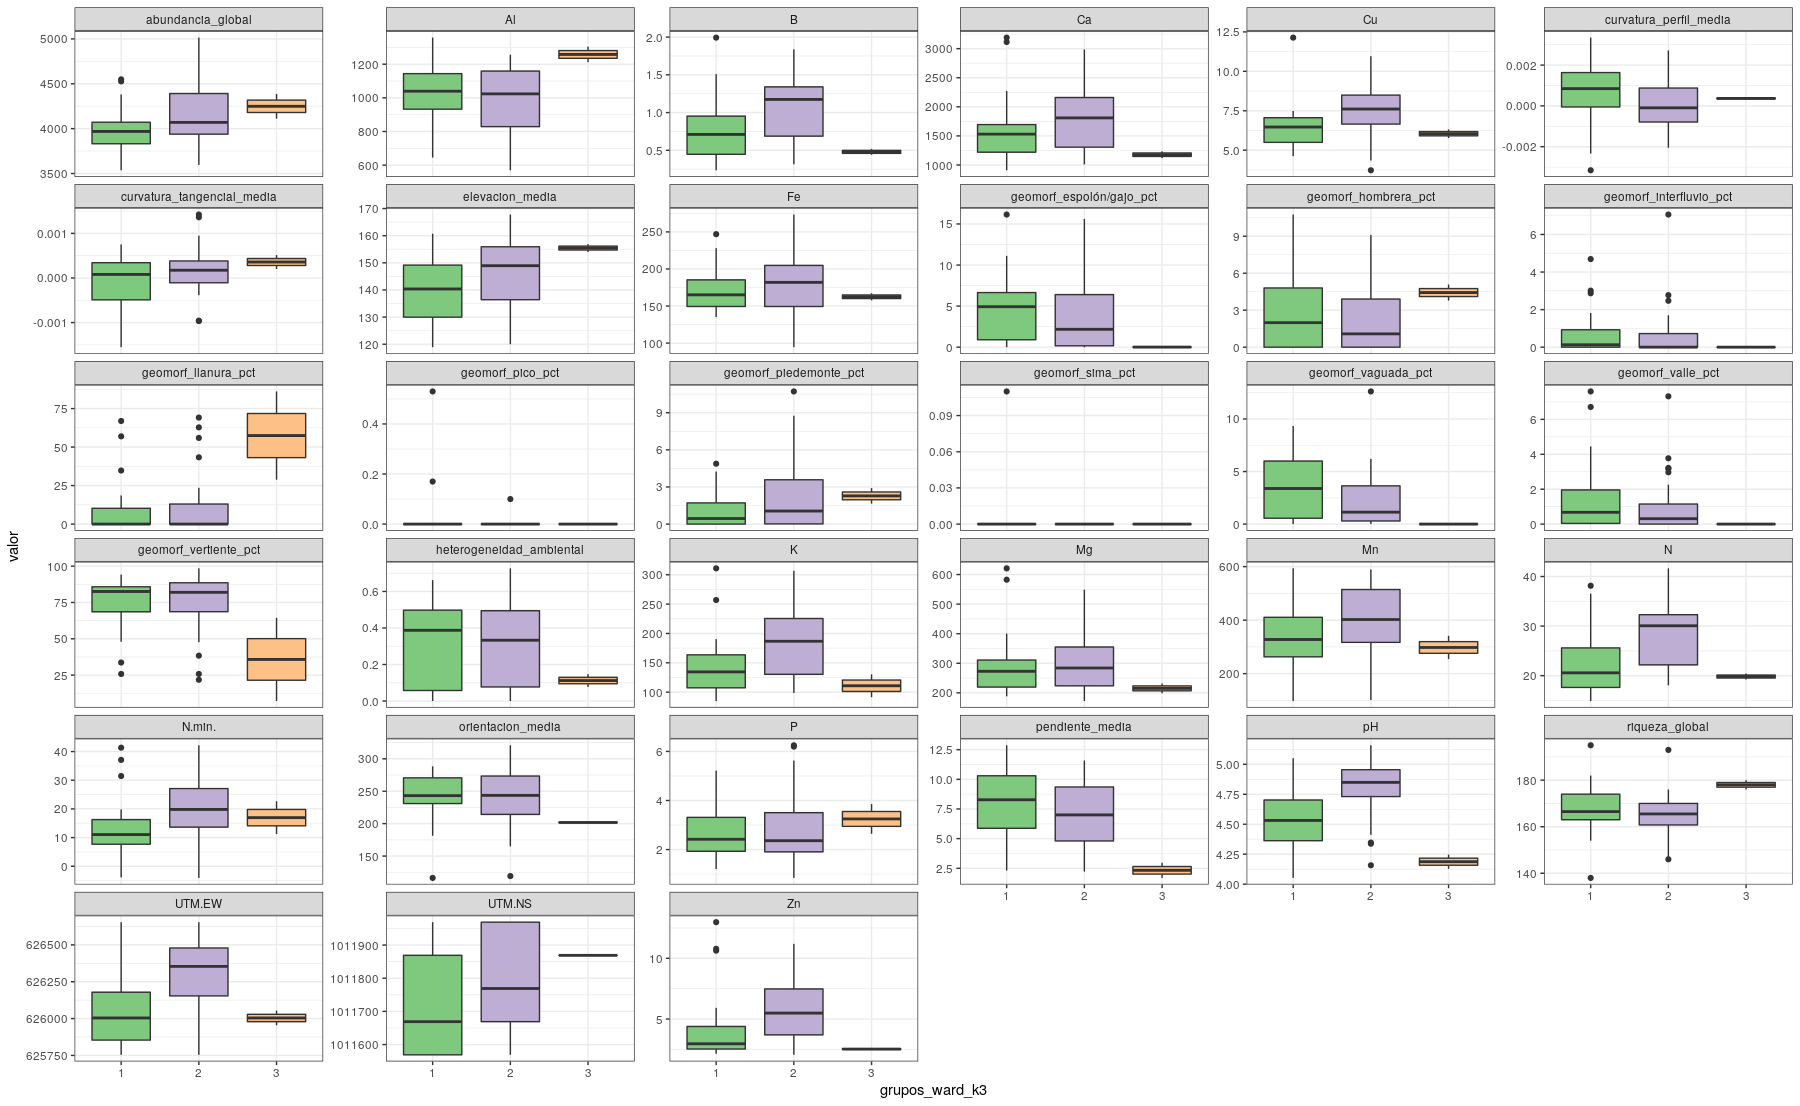 abundancia_global Al B Ca Cu curvatura_perfil_media
5000 4500 4000 3500
1200 1000 800 600
2.0 1.5 1.0 0.5
3000 2500 2000 1500 1000
12.5 10.0 7.5 5.0
0.002 0.000 -0.002
curvatura_tangencial_media elevacion_media Fe geomorf_espolón/gajo_pct geomorf_hombrera_pct geomorf_interfluvio_pct
0.001 0.000 -0.001
170 160 150 140 130 120
250 200 150 100
15 10 5 0
9 6 3 0
6 4 2 0
geomorf_llanura_pct geomorf_pico_pct geomorf_piedemonte_pct geomorf_sima_pct geomorf_vaguada_pct geomorf_valle_pct
75 50 25 0
0.4 0.2 0.0
9 6 3 0
0.09 0.06 0.03 0.00
10 5 0
6 4 2 0
valor
geomorf_vertiente_pct heterogeneidad_ambiental K Mg Mn N
100 75 50 25
0.6 0.4 0.2 0.0
300 250 200 150 100
600 500 400 300 200
600 400 200
40 30 20
N.min. orientacion_media P pendiente_media pH riqueza_global
40 30 20 10 0
300 250 200 150
6 4 2
12.5 10.0 7.5 5.0 2.5
5.00 4.75 4.50 4.25 4.00
180 160 140
1 2 3
1 2 3
1 2 3
UTM.EW UTM.NS Zn
626500 626250 626000 625750
1011900 1011800 1011700 1011600
10 5
1 2 3
1 2 3
1 2 3
grupos_ward_k3